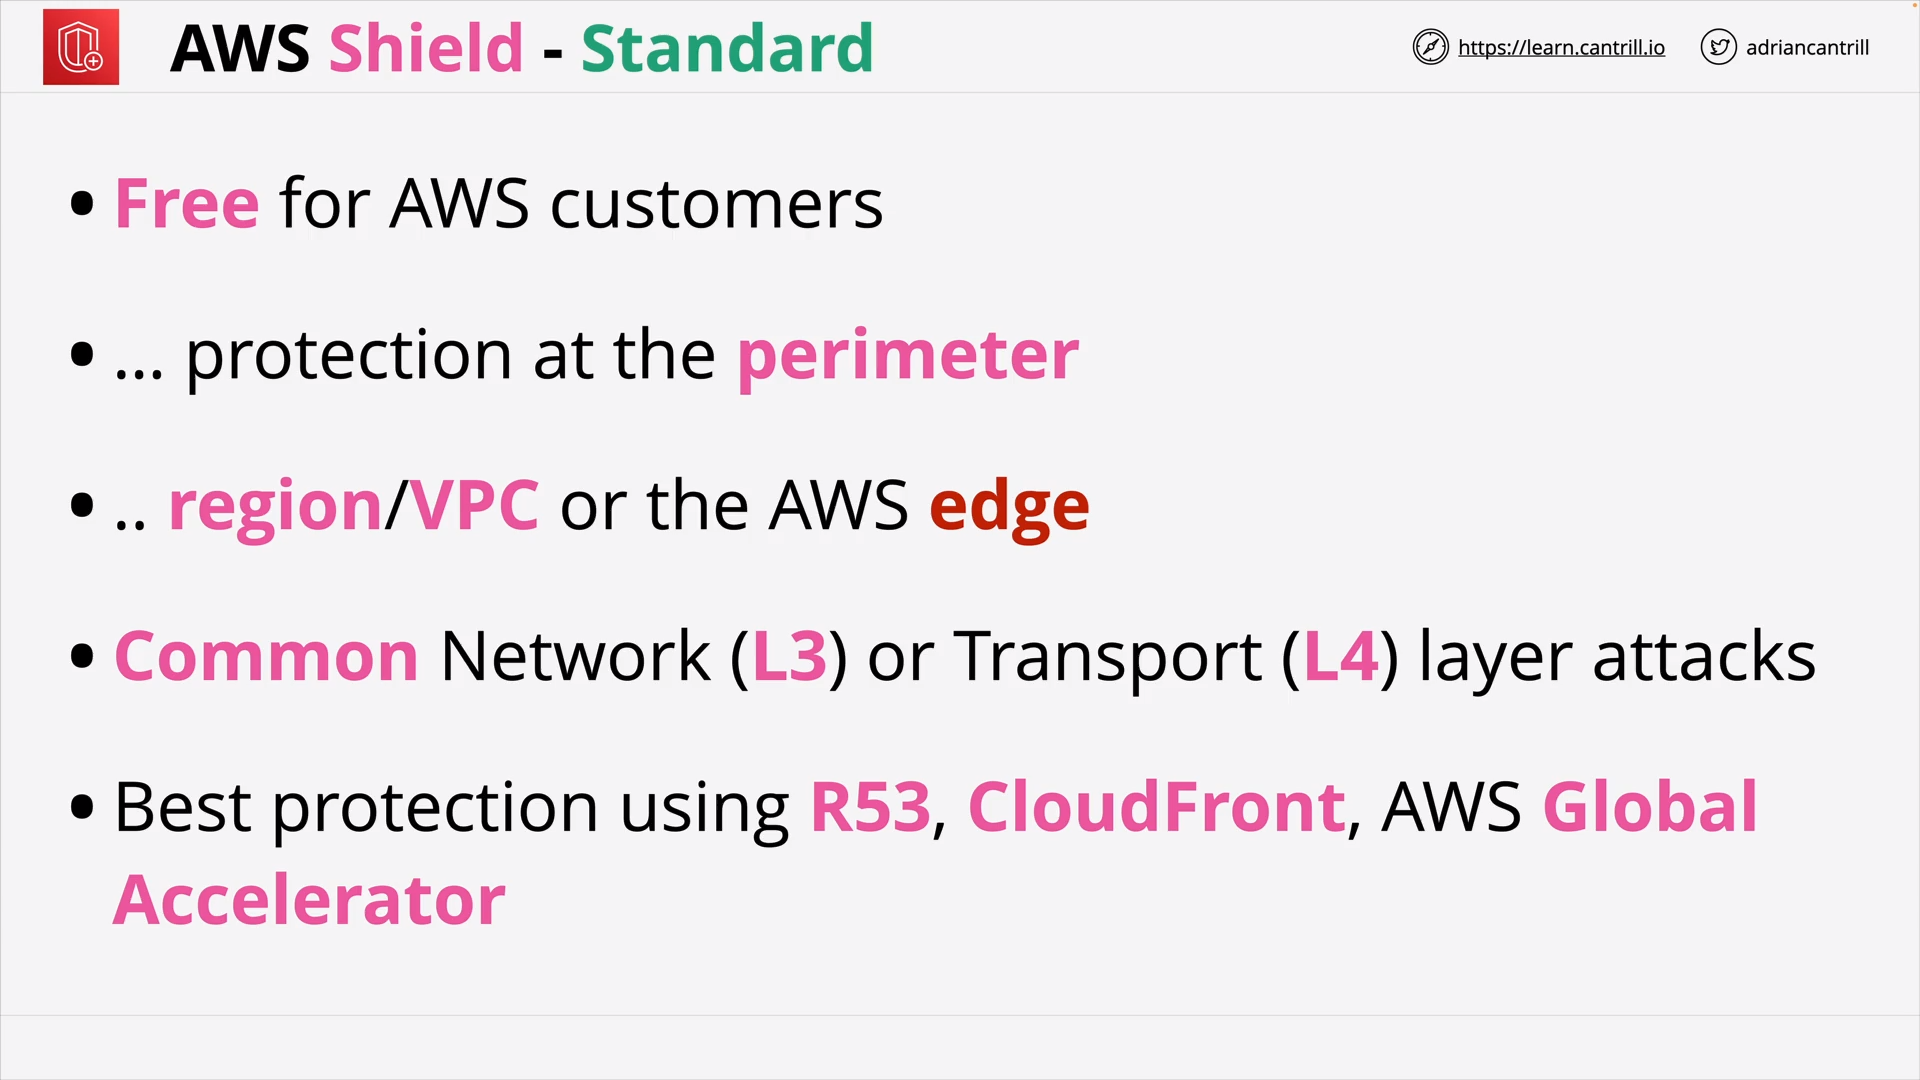 AWS Shield - Standard
https://learn.cantrill.io
adriancantrill
• Free for AWS customers
• ... protection at the perimeter
• .. region/VPC or the AWS edge
• Common Network (L3) or Transport (L4) layer attacks
• Best protection using R53, CloudFront, AWS Global
Accelerator